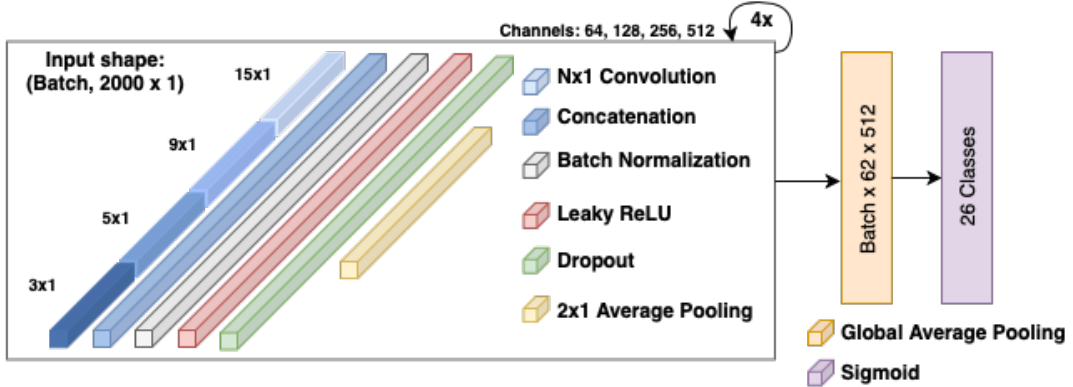 Channels: 64, 128, 256, 512
4x
Input shape:
(Batch, 2000 x 1)
15x1
9x1
5x1
3x1
Nx1 Convolution
Concatenation
Batch Normalization
Leaky ReLU
Dropout
2x1 Average Pooling
Batch x 62 x 512
26 Classes
Global Average Pooling
Sigmoid